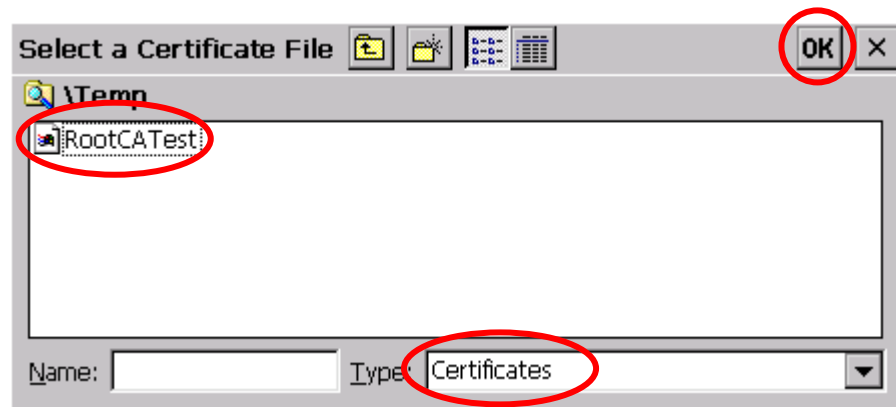 Select a Certificate File OK ×
\Temp
RootCATest
Name: Type: Certificates